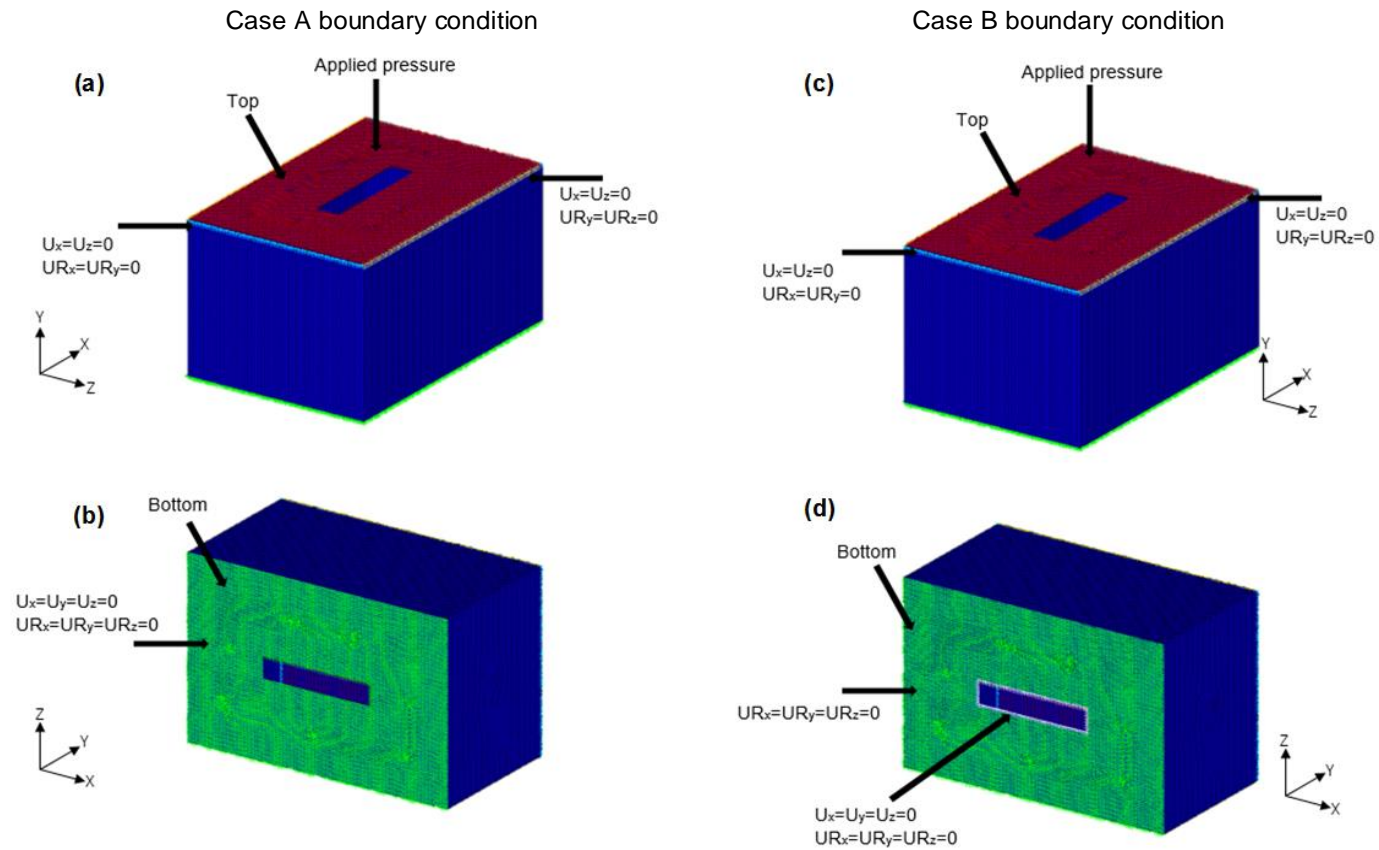 Case A boundary condition
Case B boundary condition
(a)
Applied pressure
Top
Ux=Uz=0
URy=URz=0
Ux=Uz=0
URx=URy=0
Y
X
Z
(c)
Applied pressure
Top
Ux=Uz=0
URy=URz=0
Ux=Uz=0
URx=URy=0
Y
X
Z
(b)
Bottom
Ux=Uy=Uz=0
URx=URy=URz=0
Z
Y
X
(d)
Bottom
URx=URy=URz=0
Ux=Uy=Uz=0
URx=URy=URz=0
Z
Y
X